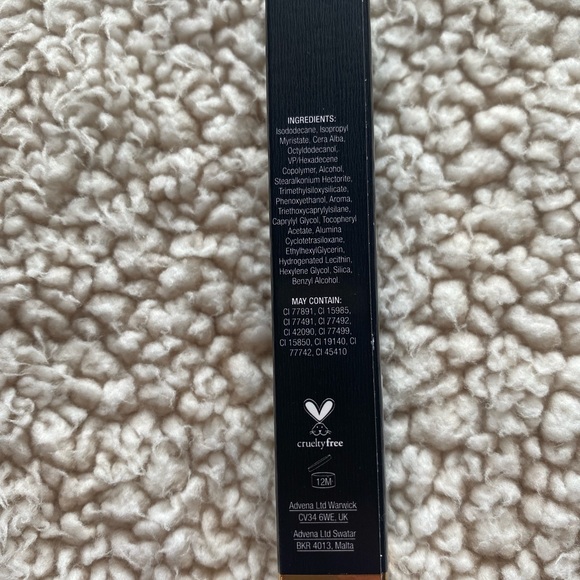 INGREDIENTS:
Isododecane, Isopropyl
Myristate, Cera Alba,
Octyldodecanol,
VP/Hexadecene
Copolymer, Alcohol,
Stearalkonium Hectorite,
Trimethylsiloxysilicate,
Phenoxyethanol, Aroma,
Triethoxycaprylylsilane,
Caprylyl Glycol, Tocopheryl
Acetate, Alumina
Cyclotetrasiloxane,
EthylhexylGlycerin,
Hydrogenated Lecithin,
Hexylene Glycol, Silica,
Benzyl Alcohol.
MAY CONTAIN:
CI 77891, CI 15985,
CI 77491, CI 77492,
CI 42090, CI 77499,
CI 15850, CI 19140, CI
77742, CI 45410
crueltyfree
12M
Advena Ltd Warwick
CV34 6WE, UK
Advena Ltd Swatar
BKR 4013, Malta